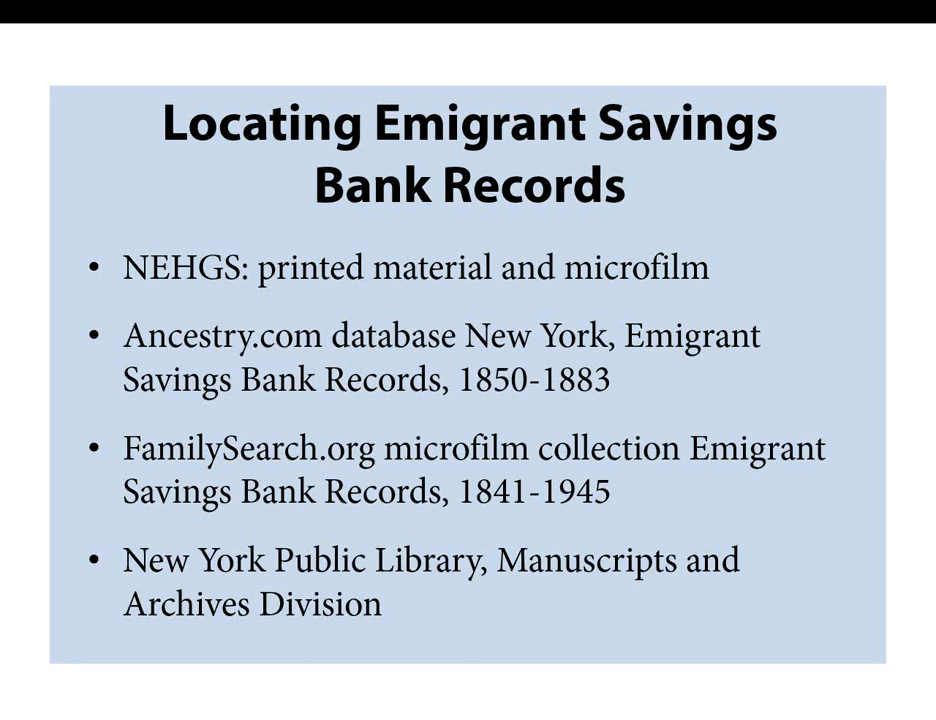 Locating Emigrant Savings
Bank Records
• NEHGS: printed material and microfilm
• Ancestry.com database New York, Emigrant
Savings Bank Records, 1850-1883
• FamilySearch.org microfilm collection Emigrant
Savings Bank Records, 1841-1945
• New York Public Library, Manuscripts and
Archives Division